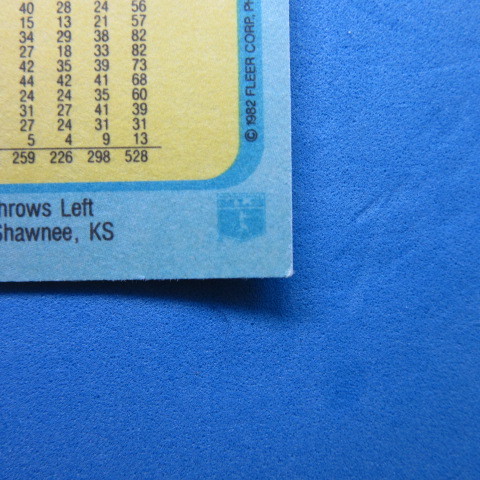 40 28 24 56
15 13 21 57
34 29 38 82
27 18 33 82
42 35 39 73
44 42 41 68
24 24 35 60
31 27 41 39
27 24 31 31
5 4 9 13
259 226 298 528
hrows Left
Shawnee, KS
© 1982 FLEER CORP. P